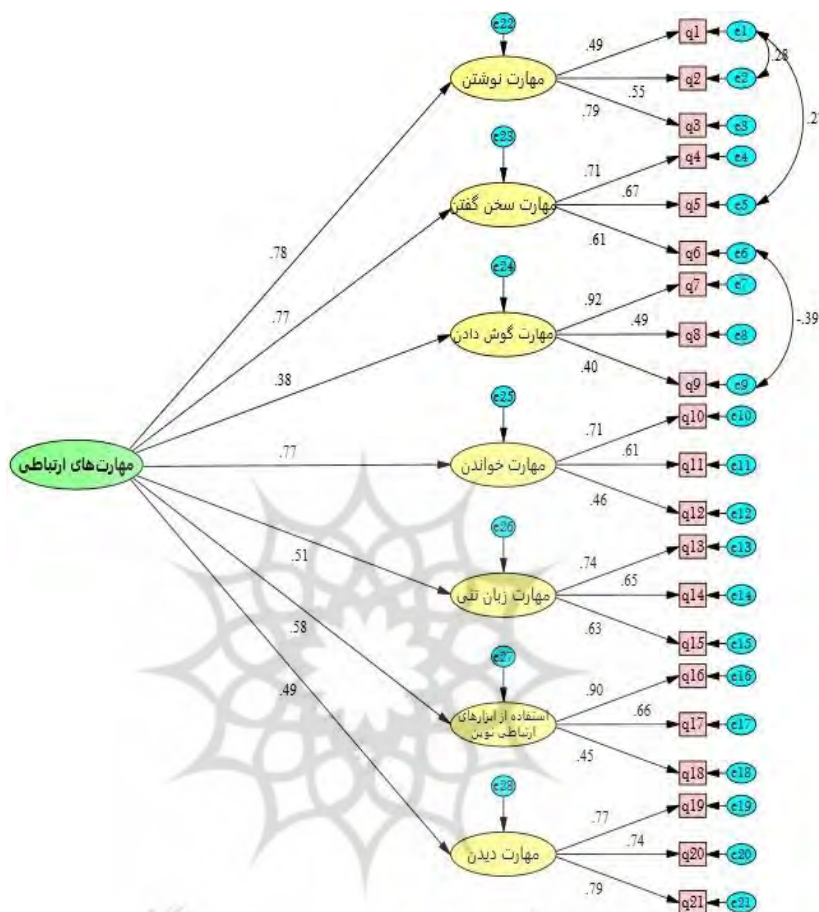 e22
.49
q1
e1
.28
مهارت نوشتن
q2
e2
.55
.79
q3
e3
.2
e23
.71
q4
e4
.67
مهارت سخن گفتن
q5
e5
.61
.78
q6
e6
e24
.92
q7
e7
.77
.49
-.39
مهارت گوش دادن
q8
e8
.40
.38
q9
e9
e25
.71
q10
e10
.77
.61
مهارت‌های ارتباطی
مهارت خواندن
q11
e11
.46
q12
e12
e26
.51
.74
q13
e13
.65
مهارت زبان تنی
q14
e14
.63
.58
q15
e15
e27
.90
q16
e16
.49
.66
استفاده از ابزارهای
ارتباطی نوین
q17
e17
.45
q18
e18
e28
.77
q19
e19
.74
مهارت دیدن
q20
e20
.79
q21
e21